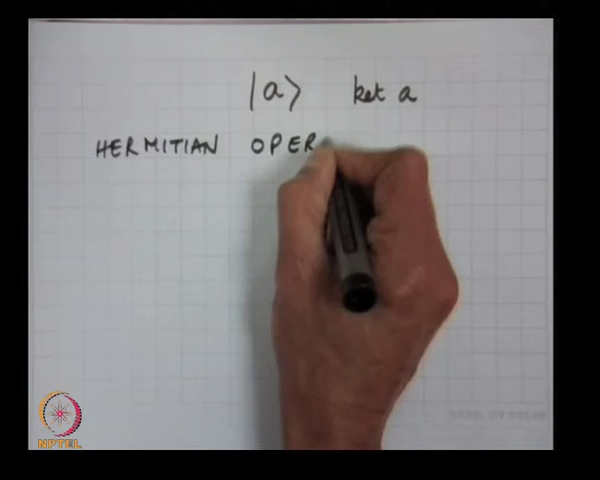 |a⟩ ket a
HERMITIAN OPER
NPTEL